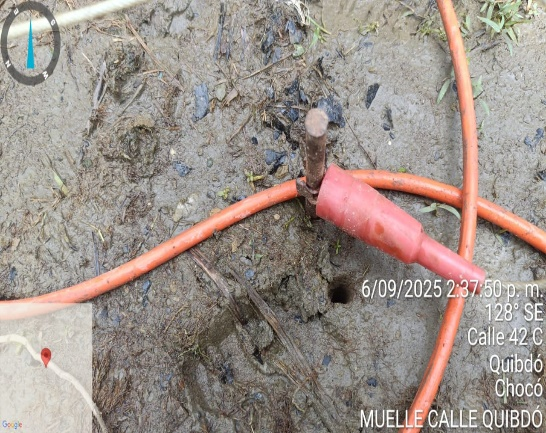 6/09/2025 2:37:50 p. m.
128° SE
Calle 42 C
Quibdó
Chocó
MUELLE CALLE QUIBDÓ
Google